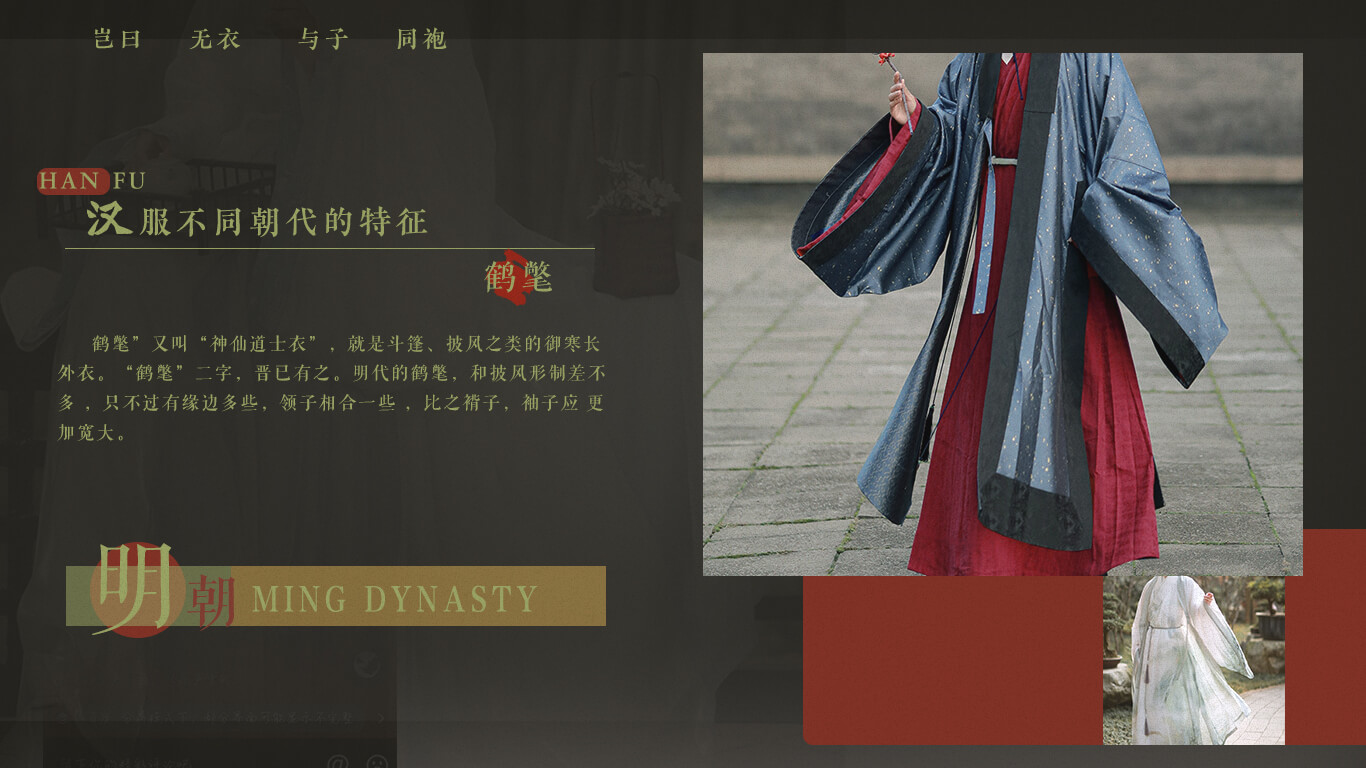 岂曰 无衣 与子 同袍
HAN FU
汉服不同朝代的特征
鹤氅
鹤氅”又叫“神仙道士衣”，就是斗篷、披风之类的御寒长
外衣。“鹤氅”二字，晋已有之。明代的鹤氅，和披风形制差不
多，只不过有缘边多些，领子相合一些，比之褙子，袖子应 更
加宽大。
明朝 MING DYNASTY